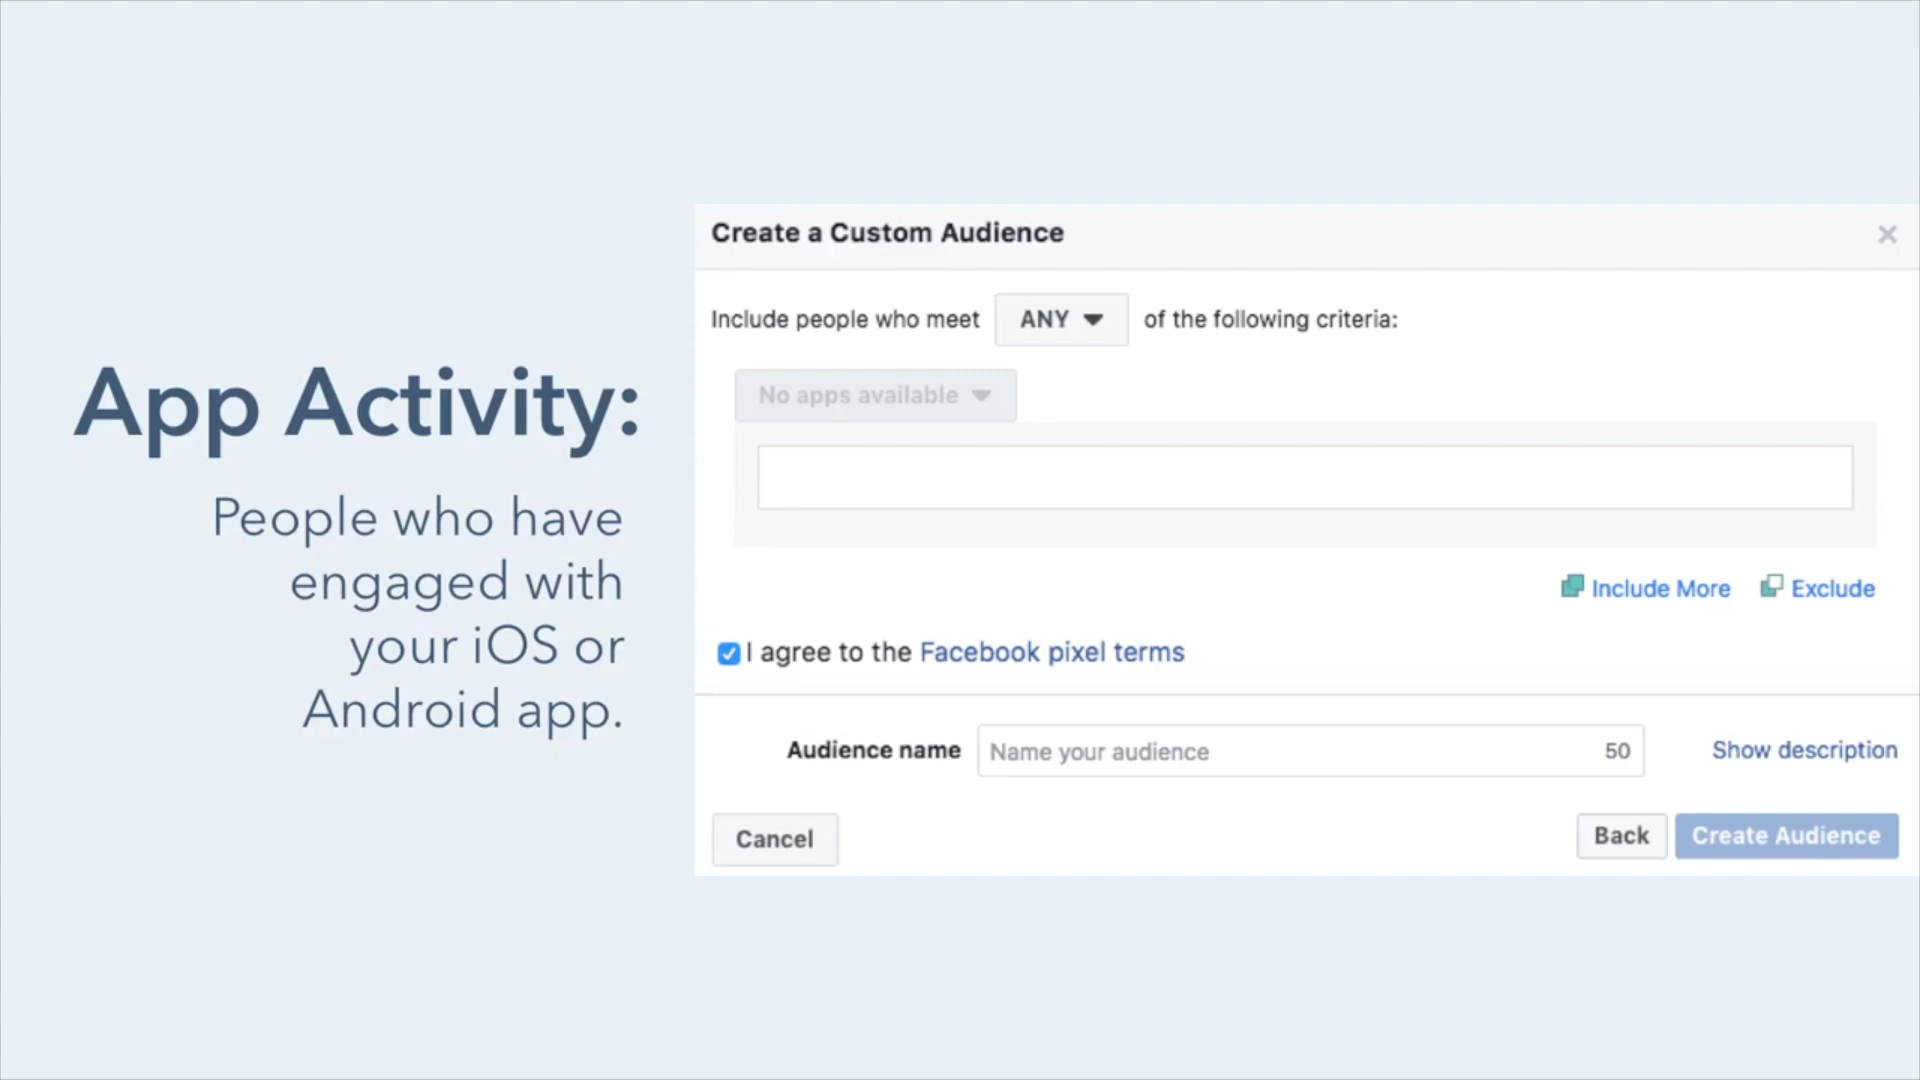 App Activity:
People who have
engaged with
your iOS or
Android app.
Create a Custom Audience
Include people who meet ANY of the following criteria:
No apps available
Include More Exclude
I agree to the Facebook pixel terms
Audience name Name your audience 50 Show description
Cancel Back Create Audience